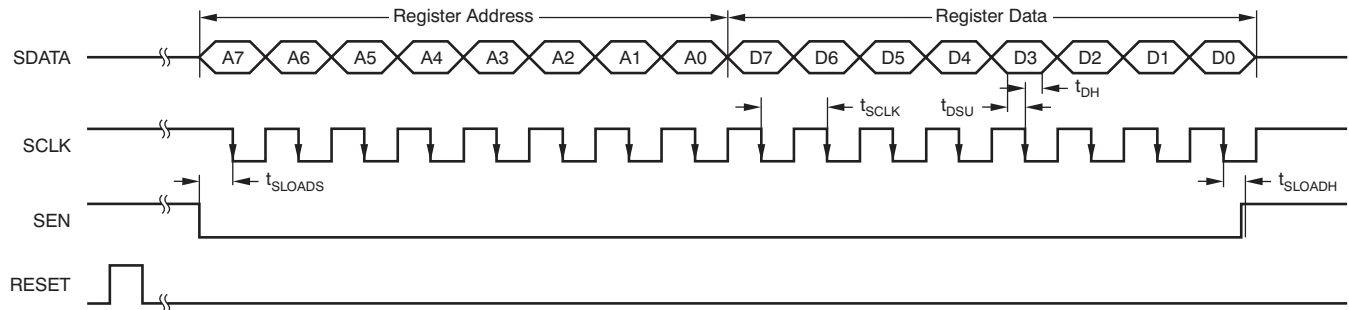 Register Address Register Data
SDATA A7 A6 A5 A4 A3 A2 A1 A0 D7 D6 D5 D4 D3 D2 D1 D0
tSCLK tDSU tDH
SCLK
tSLOADS tSLOADH
SEN
RESET